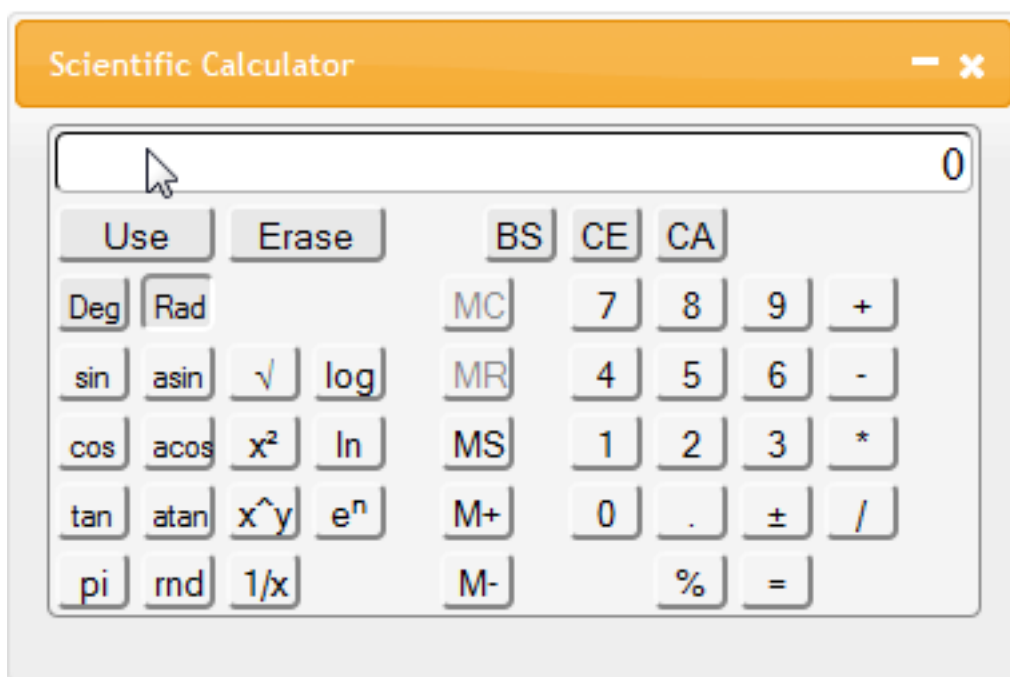 Scientific Calculator
0
Use Erase BS CE CA
Deg Rad MC 7 8 9 +
sin asin √ log MR 4 5 6 -
cos acos x² ln MS 1 2 3 *
tan atan x^y eⁿ M+ 0 . ± /
pi rnd 1/x M- % =